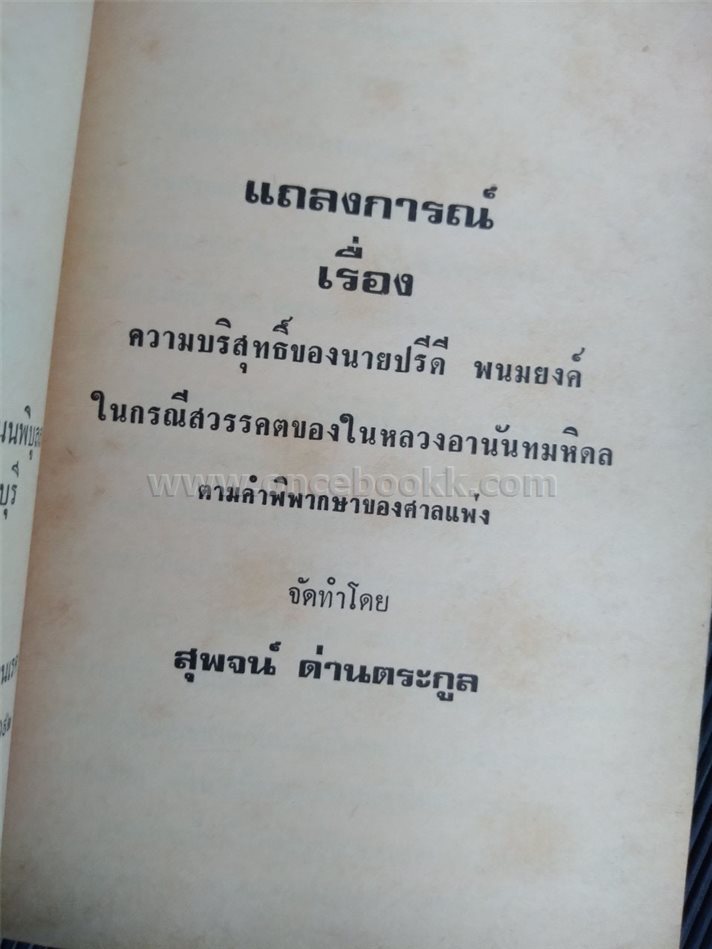 แถลงการณ์
เรื่อง
ความบริสุทธิ์ของนายปรีดี พนมยงค์
ในกรณีสวรรคตของในหลวงอานันทมหิดล
www.oncebookk.com
ตามคำพิพากษาของศาลแพ่ง
จัดทำโดย
สุพจน์ ด่านตระกูล